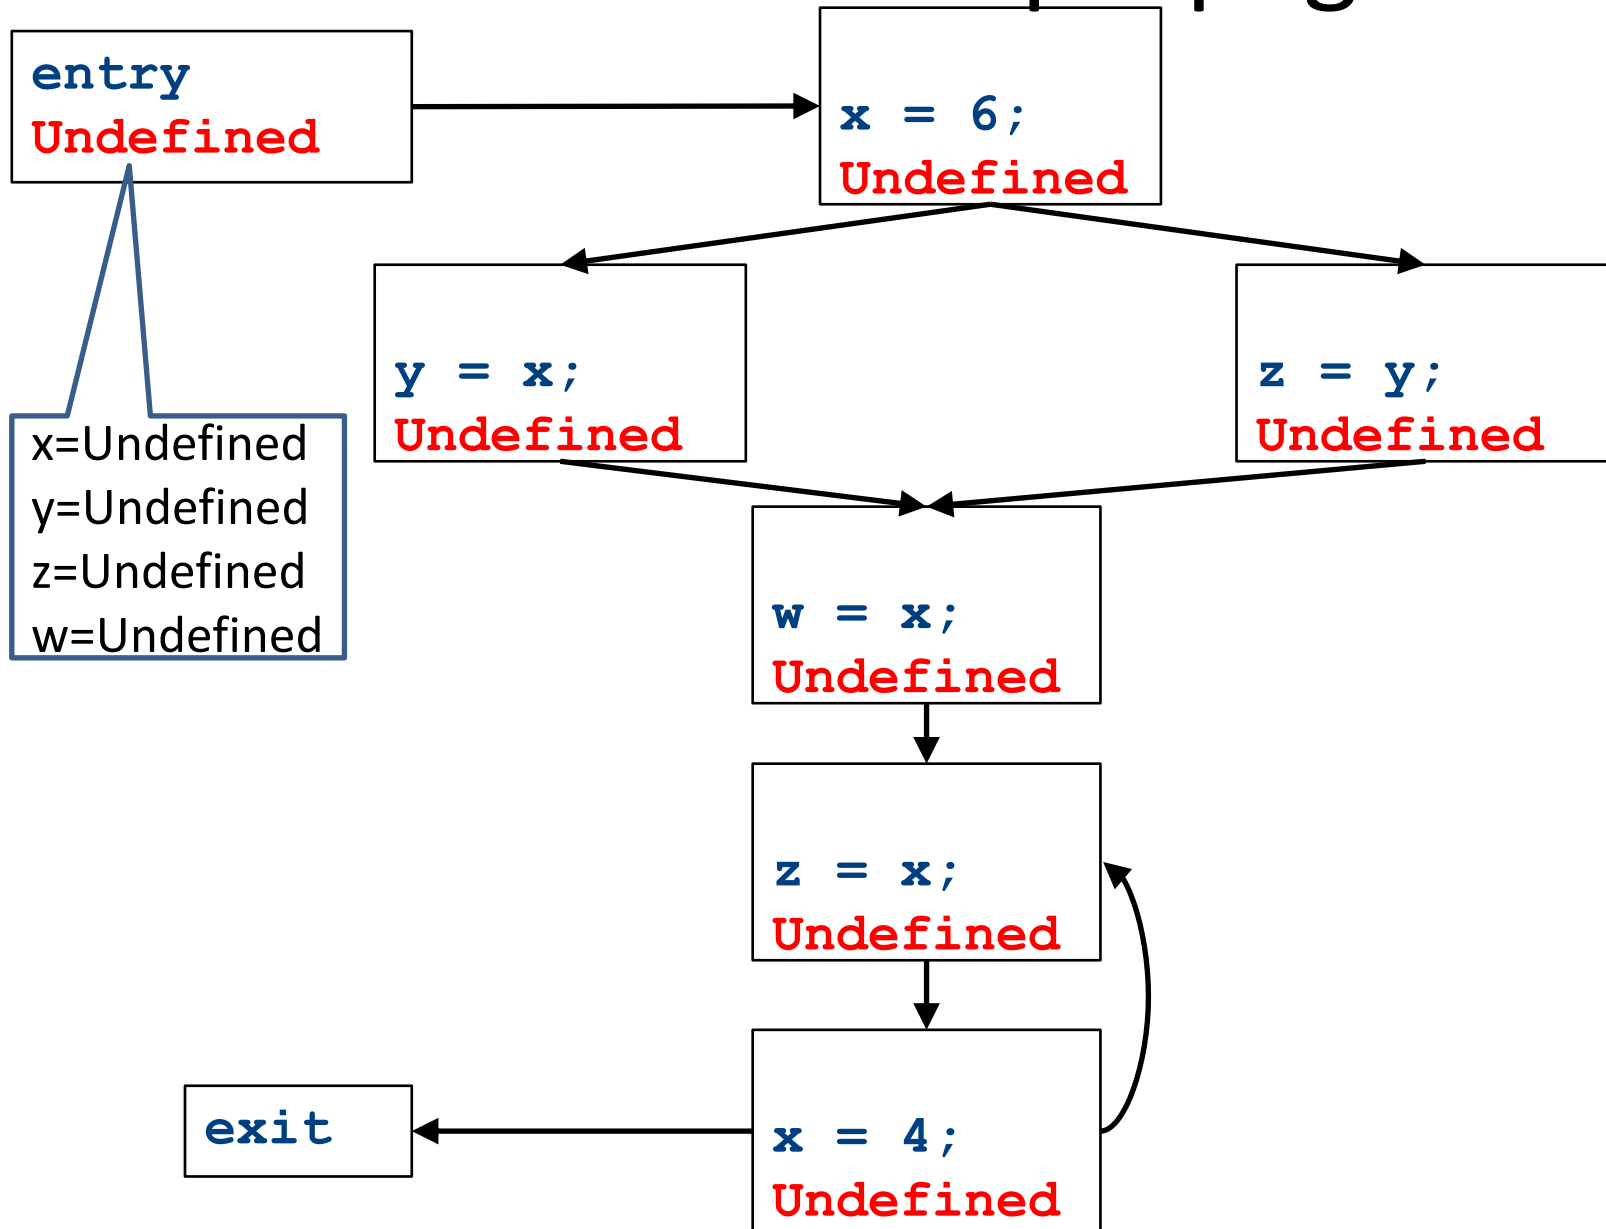 entry
Undefined
x = 6;
Undefined
y = x;
Undefined
z = y;
Undefined
x=Undefined
y=Undefined
z=Undefined
w=Undefined
w = x;
Undefined
z = x;
Undefined
exit
x = 4;
Undefined